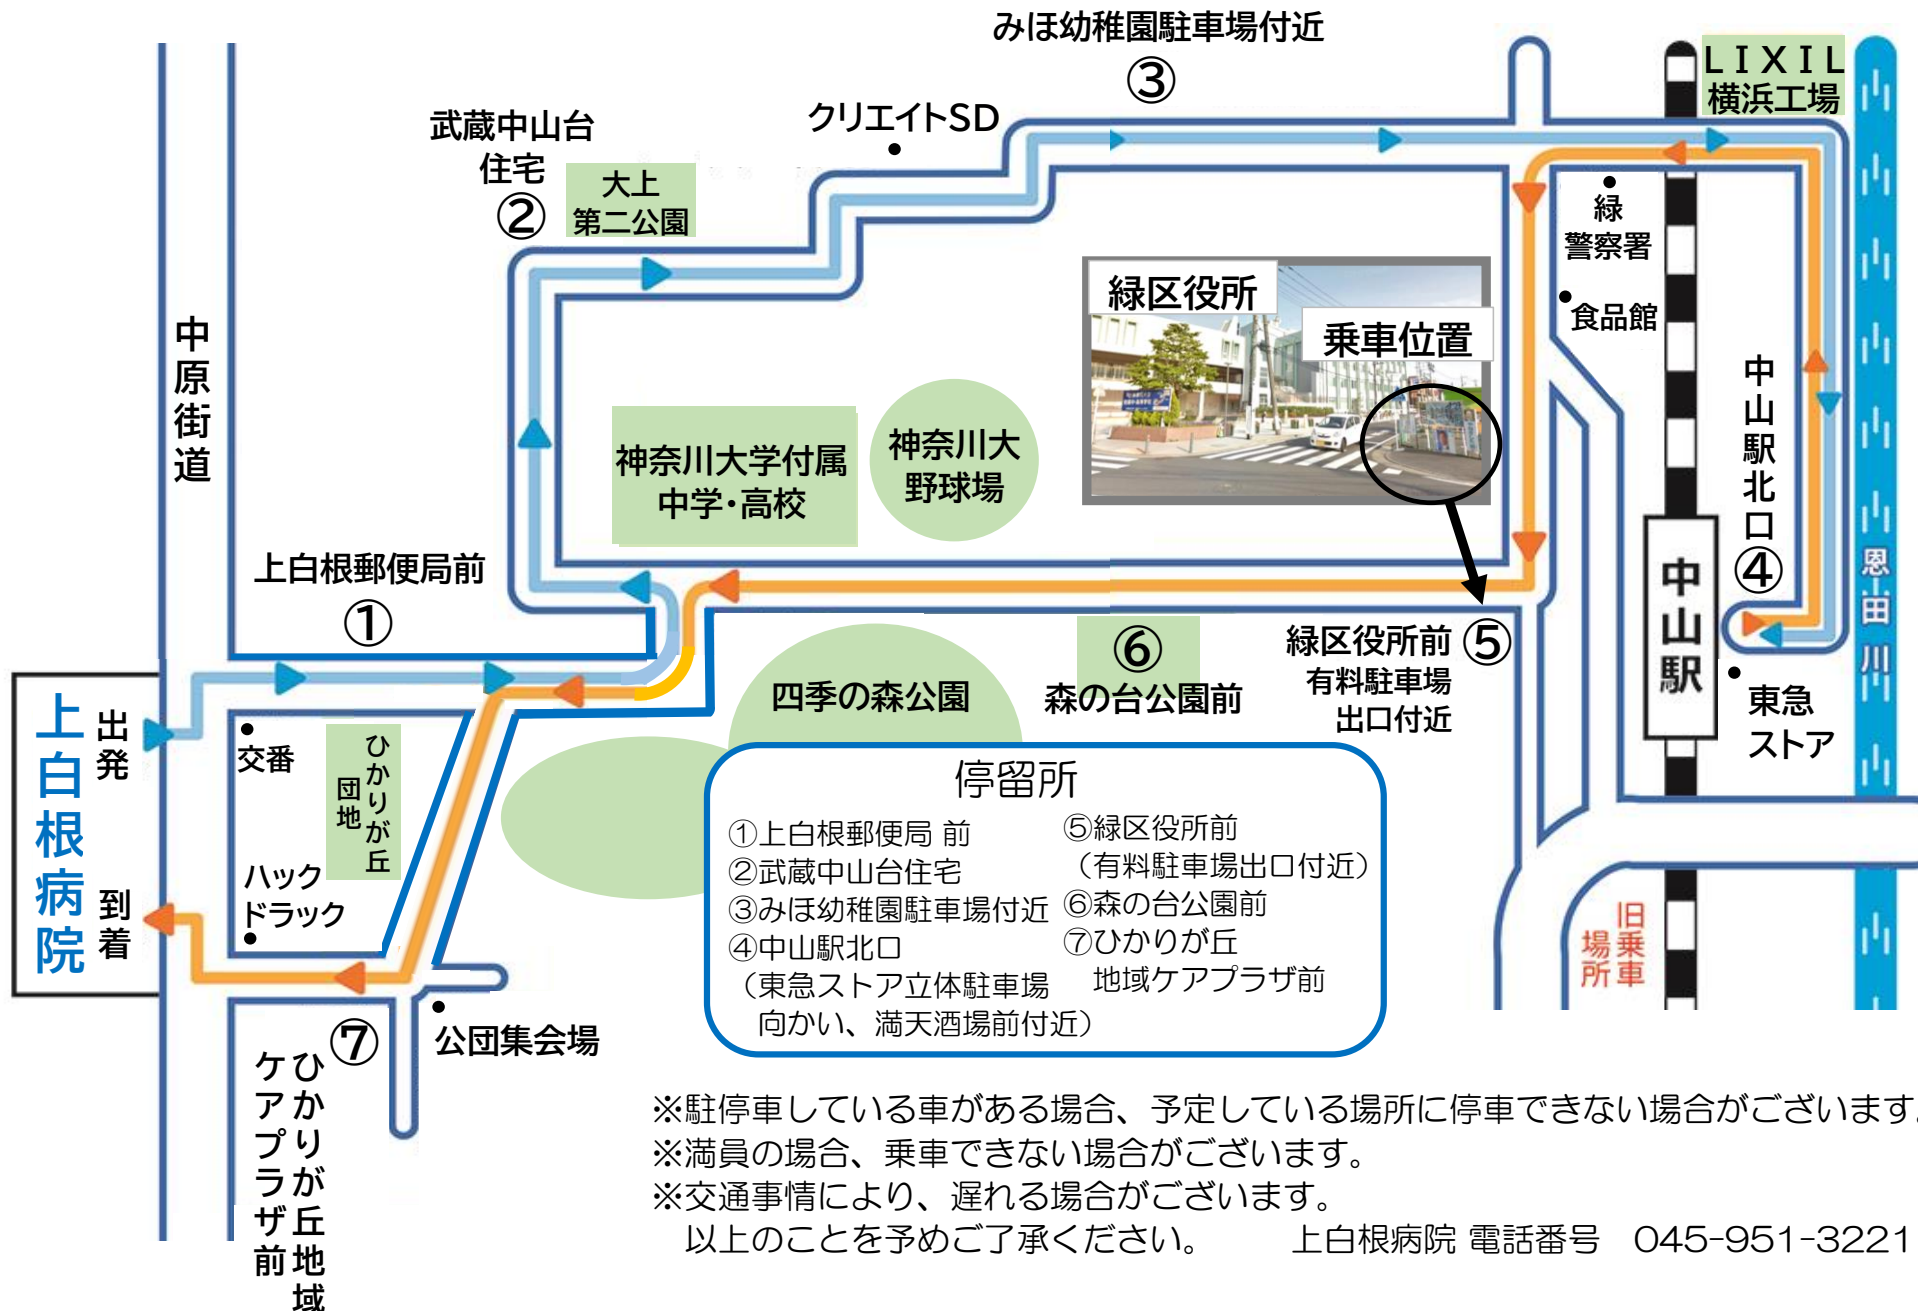 みほ幼稚園駐車場付近
③
LIXIL
横浜工場
クリエイトSD
武蔵中山台
住宅
②
大上
第二公園
緑
警察署
食品館
緑区役所
乗車位置
中原街道
中山駅北口
④
神奈川大学付属
中学・高校
神奈川大
野球場
上白根郵便局前
①
中山駅
恩田川
⑥
森の台公園前
緑区役所前
⑤
有料駐車場
出口付近
四季の森公園
東急
ストア
上白根病院
出発
到着
交番
ひかりが丘
団地
ハック
ドラック
停留所
①上白根郵便局 前
②武蔵中山台住宅
③みほ幼稚園駐車場付近
④中山駅北口
（東急ストア立体駐車場
向かい、満天酒場前付近）
⑤緑区役所前
（有料駐車場出口付近）
⑥森の台公園前
⑦ひかりが丘
地域ケアプラザ前
旧乗車
場所
⑦
公団集会場
ひかりが丘地域
ケアプラザ前
※駐停車している車がある場合、予定している場所に停車できない場合がございます。
※満員の場合、乗車できない場合がございます。
※交通事情により、遅れる場合がございます。
以上のことを予めご了承ください。 上白根病院 電話番号 045-951-3221